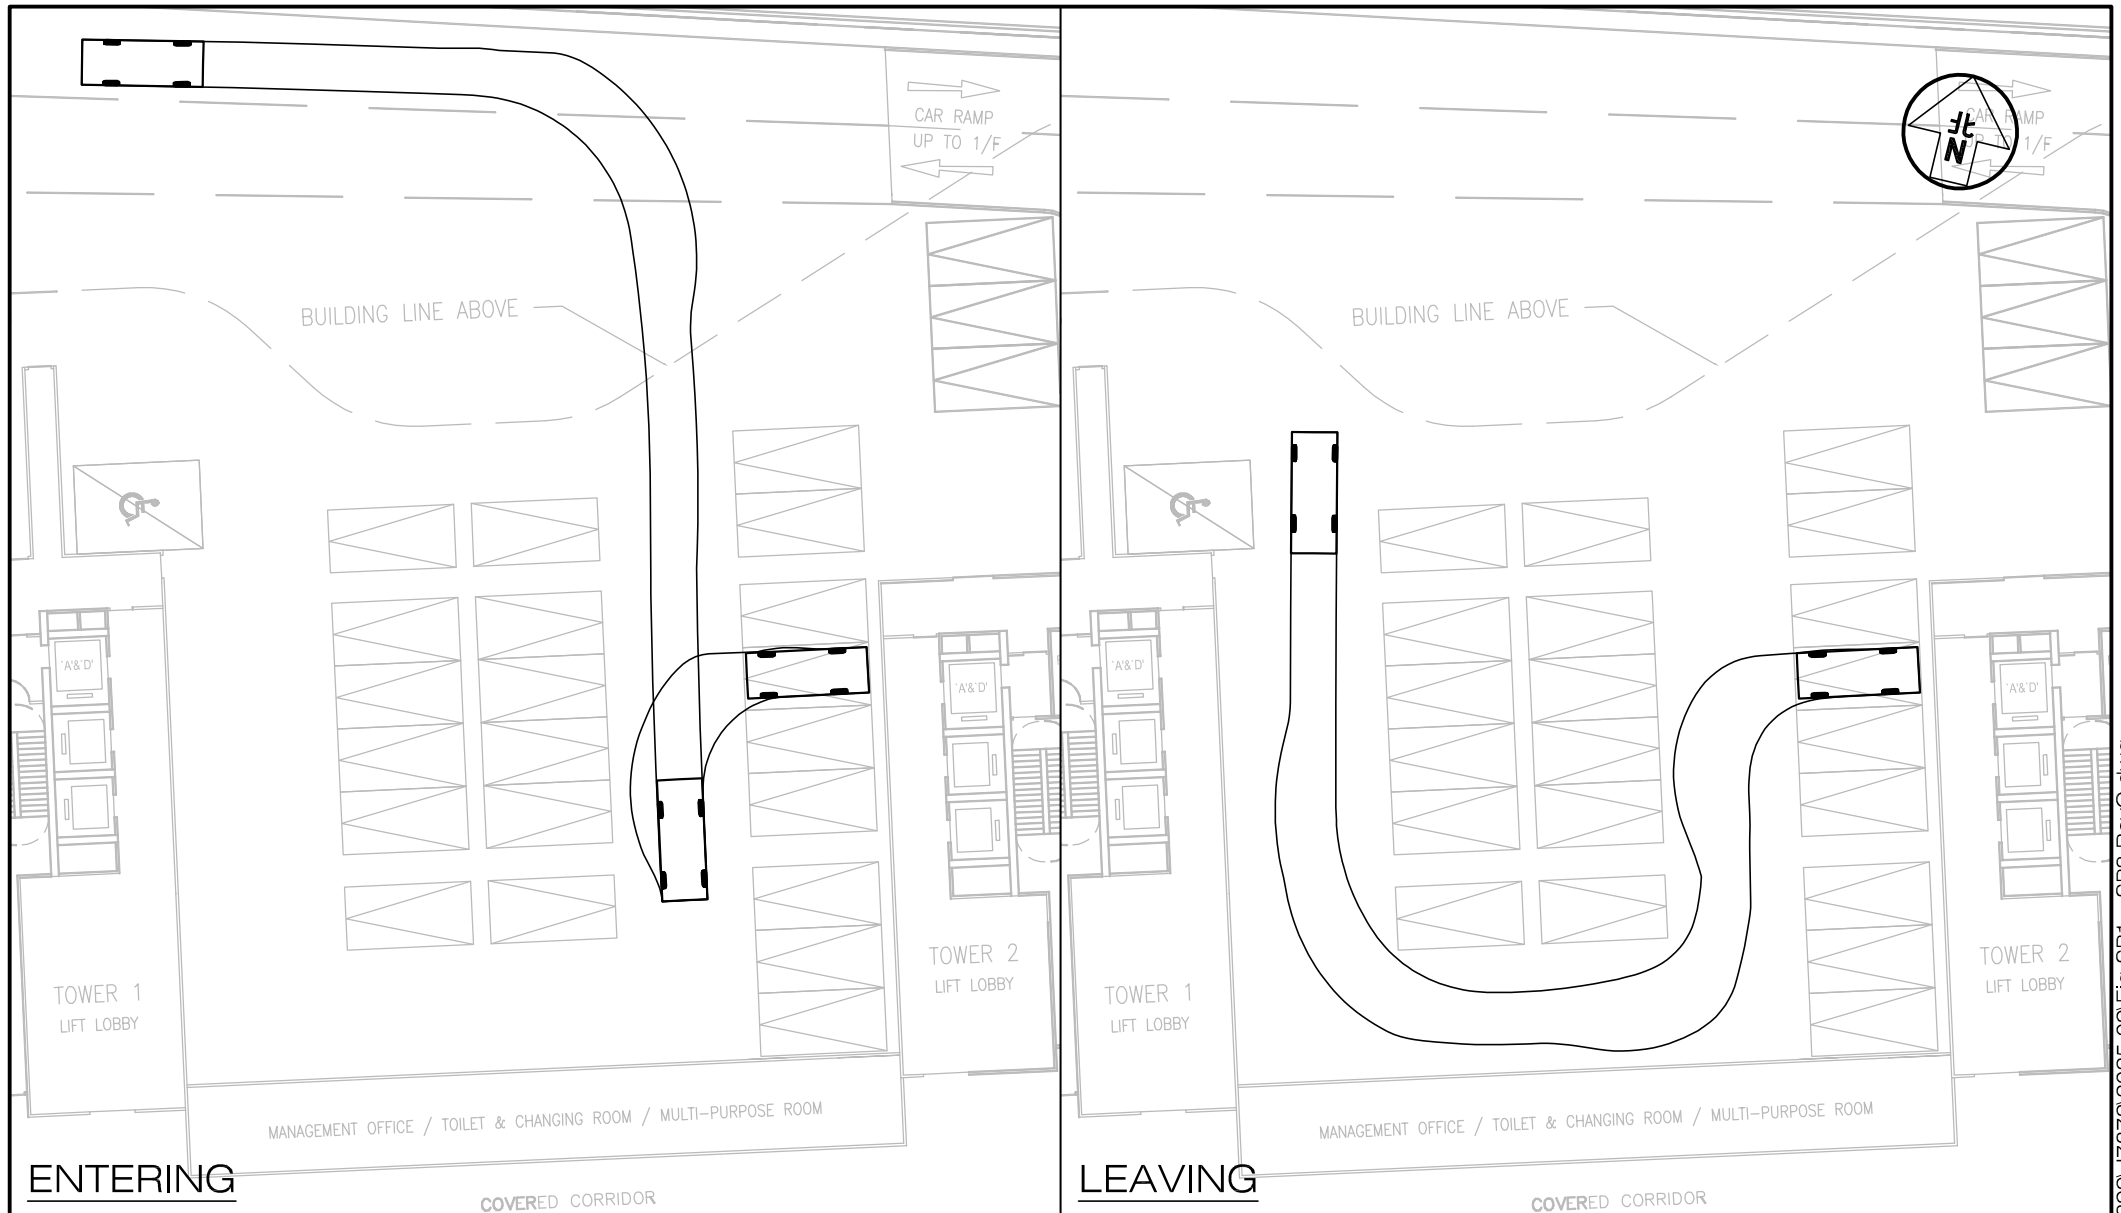 CAR RAMP
UP TO 1/F
BUILDING LINE ABOVE
'A'&'D'
'A'&'D'
TOWER 1
LIFT LOBBY
TOWER 2
LIFT LOBBY
MANAGEMENT OFFICE / TOILET & CHANGING ROOM / MULTI-PURPOSE ROOM
ENTERING
COVERED CORRIDOR
CAR RAMP
UP TO 1/F
北
N
BUILDING LINE ABOVE
'A'&'D'
'A'&'D'
TOWER 1
LIFT LOBBY
TOWER 2
LIFT LOBBY
MANAGEMENT OFFICE / TOILET & CHANGING ROOM / MULTI-PURPOSE ROOM
LEAVING
COVERED CORRIDOR